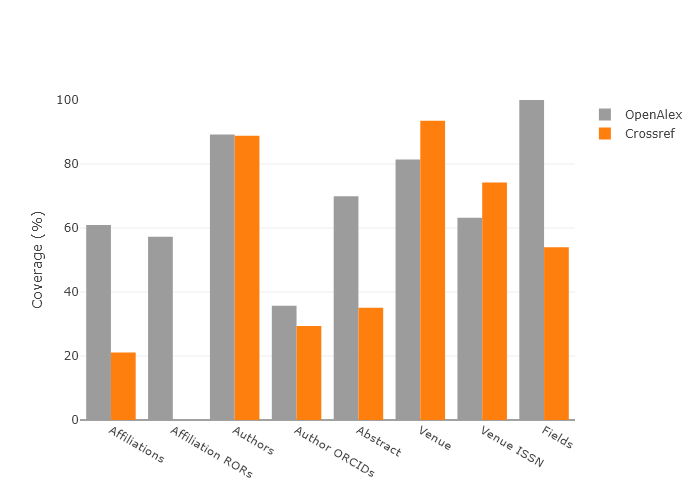 100
80
60
40
20
0
Coverage (%)
Affiliations
Affiliation RORs
Authors
Author ORCIDs
Abstract
Venue
Venue ISSN
Fields
OpenAlex
Crossref